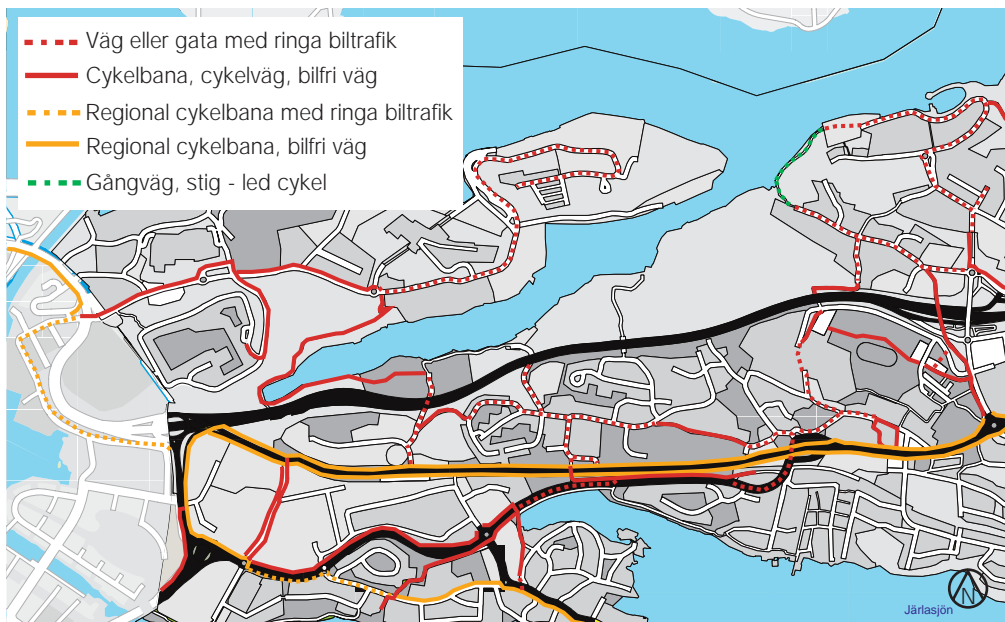 Väg eller gata med ringa biltrafik
Cykelbana, cykelväg, bilfri väg
Regional cykelbana med ringa biltrafik
Regional cykelbana, bilfri väg
Gångväg, stig - led cykel
N
Järlasjön